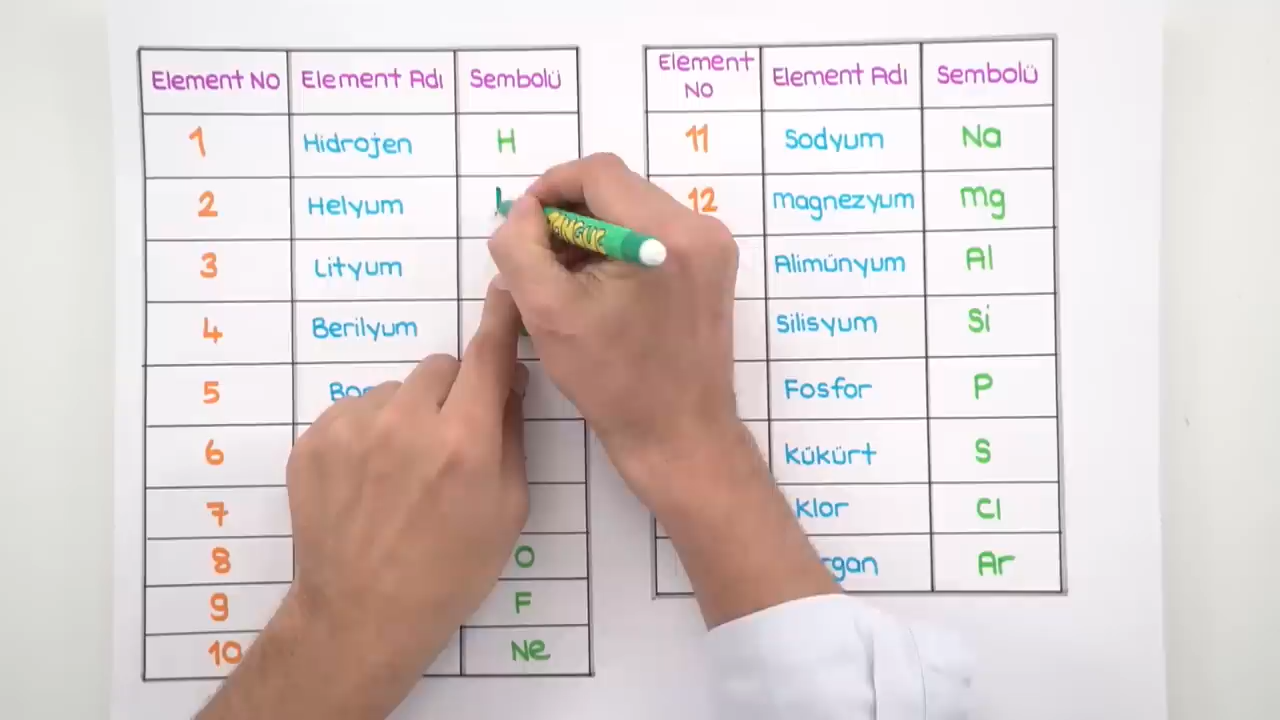 Element No Element Adı Sembolü
1 Hidrojen H
2 Helyum
3 Lityum
4 Berilyum
5
6
7
8 O
9 F
10 Ne
Element
No Element Adı Sembolü
11 Sodyum Na
12 Magnezyum Mg
Alimünyum Al
Silisyum Si
Fosfor P
Kükürt S
Klor Cl
Ar